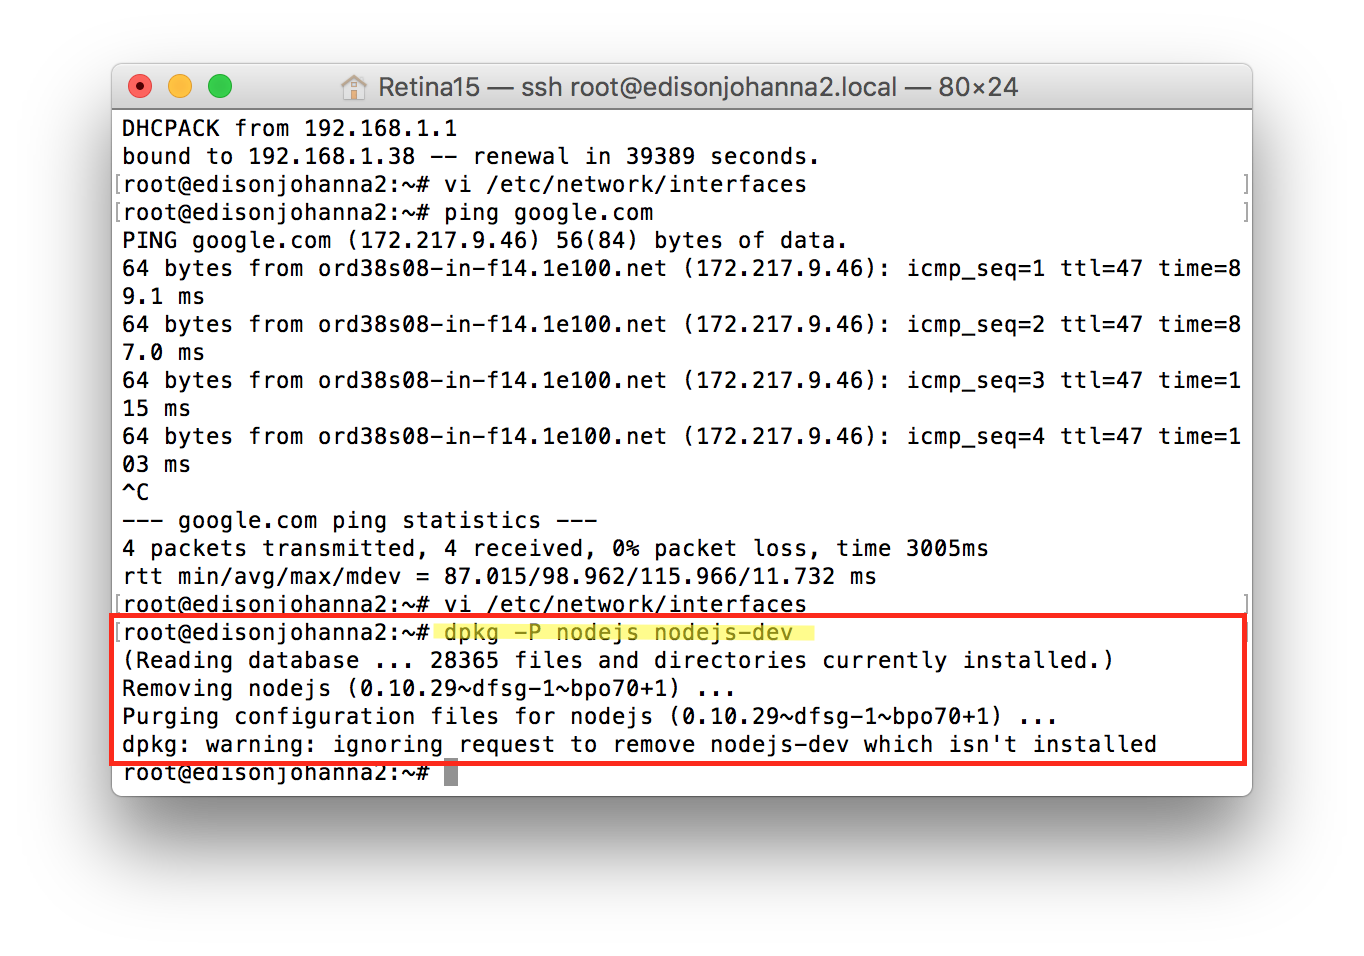 Retina15 — ssh root@edisonjohanna2.local — 80×24
DHCPACK from 192.168.1.1
bound to 192.168.1.38 -- renewal in 39389 seconds.
[root@edisonjohanna2:~# vi /etc/network/interfaces ]
[root@edisonjohanna2:~# ping google.com ]
PING google.com (172.217.9.46) 56(84) bytes of data.
64 bytes from ord38s08-in-f14.1e100.net (172.217.9.46): icmp_seq=1 ttl=47 time=8
9.1 ms
64 bytes from ord38s08-in-f14.1e100.net (172.217.9.46): icmp_seq=2 ttl=47 time=8
7.0 ms
64 bytes from ord38s08-in-f14.1e100.net (172.217.9.46): icmp_seq=3 ttl=47 time=1
15 ms
64 bytes from ord38s08-in-f14.1e100.net (172.217.9.46): icmp_seq=4 ttl=47 time=1
03 ms
^C
--- google.com ping statistics ---
4 packets transmitted, 4 received, 0% packet loss, time 3005ms
rtt min/avg/max/mdev = 87.015/98.962/115.966/11.732 ms
[root@edisonjohanna2:~# vi /etc/network/interfaces ]
[root@edisonjohanna2:~# dpkg -P nodejs nodejs-dev
(Reading database ... 28365 files and directories currently installed.)
Removing nodejs (0.10.29~dfsg-1~bpo70+1) ...
Purging configuration files for nodejs (0.10.29~dfsg-1~bpo70+1) ...
dpkg: warning: ignoring request to remove nodejs-dev which isn't installed
root@edisonjohanna2:~#